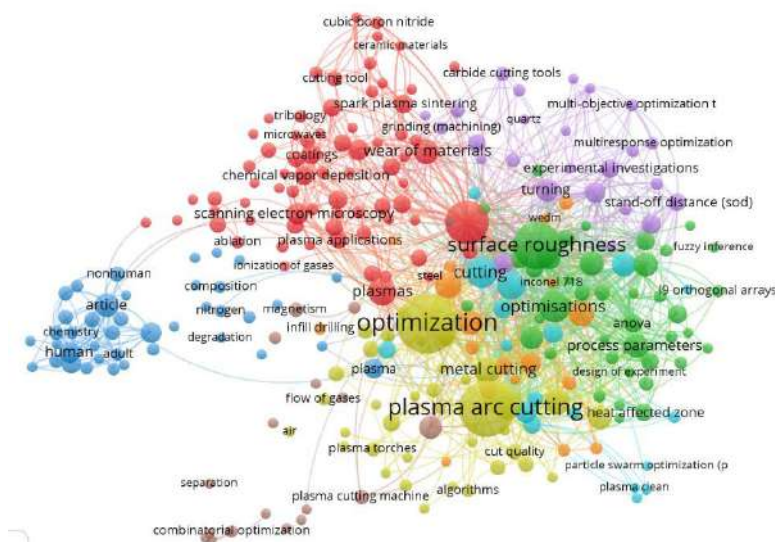 cubic boron nitride
ceramic materials
cutting tool
carbide cutting tools
spark plasma sintering
multi-objective optimization t
tribology
grinding (machining)
quartz
microwaves
coatings
wear of materials
multiresponse optimization
chemical vapor deposition
experimental investigations
turning
stand-off distance (sod)
scanning electron microscopy
wedm
ablation
plasma applications
surface roughness
fuzzy inference
ionization of gases
nonhuman
steel
cutting
inconel 718
composition
plasmas
l9 orthogonal arrays
article
nitrogen
magnetism
optimisations
anova
chemistry
infill drilling
optimization
human
adult
degradation
process parameters
plasma
metal cutting
design of experiment
flow of gases
plasma arc cutting
heat affected zone
air
plasma torches
cut quality
particle swarm optimization (p
separation
algorithms
plasma clean
plasma cutting machine
combinatorial optimization